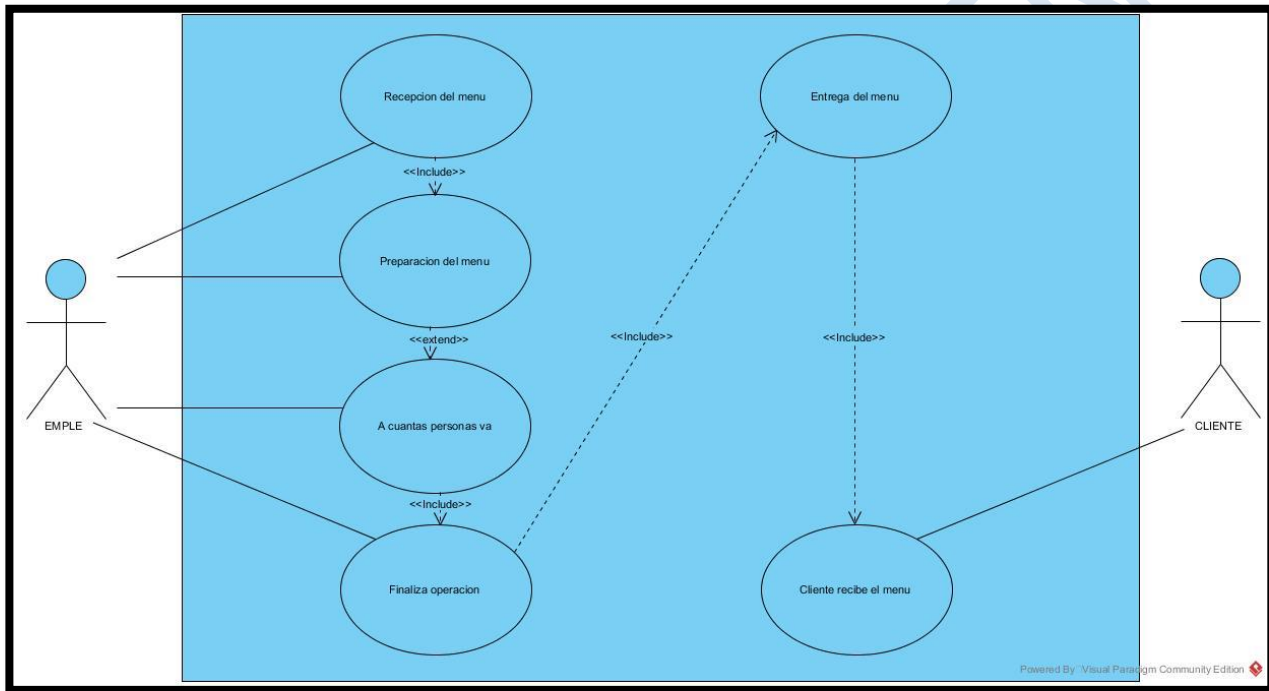 Recepcion del menu
<<Include>>
Preparacion del menu
<<extend>>
A cuantas personas va
<<Include>>
Finaliza operacion
<<Include>>
Entrega del menu
<<Include>>
Cliente recibe el menu
EMPLE
CLIENTE
Powered By Visual Paradigm Community Edition